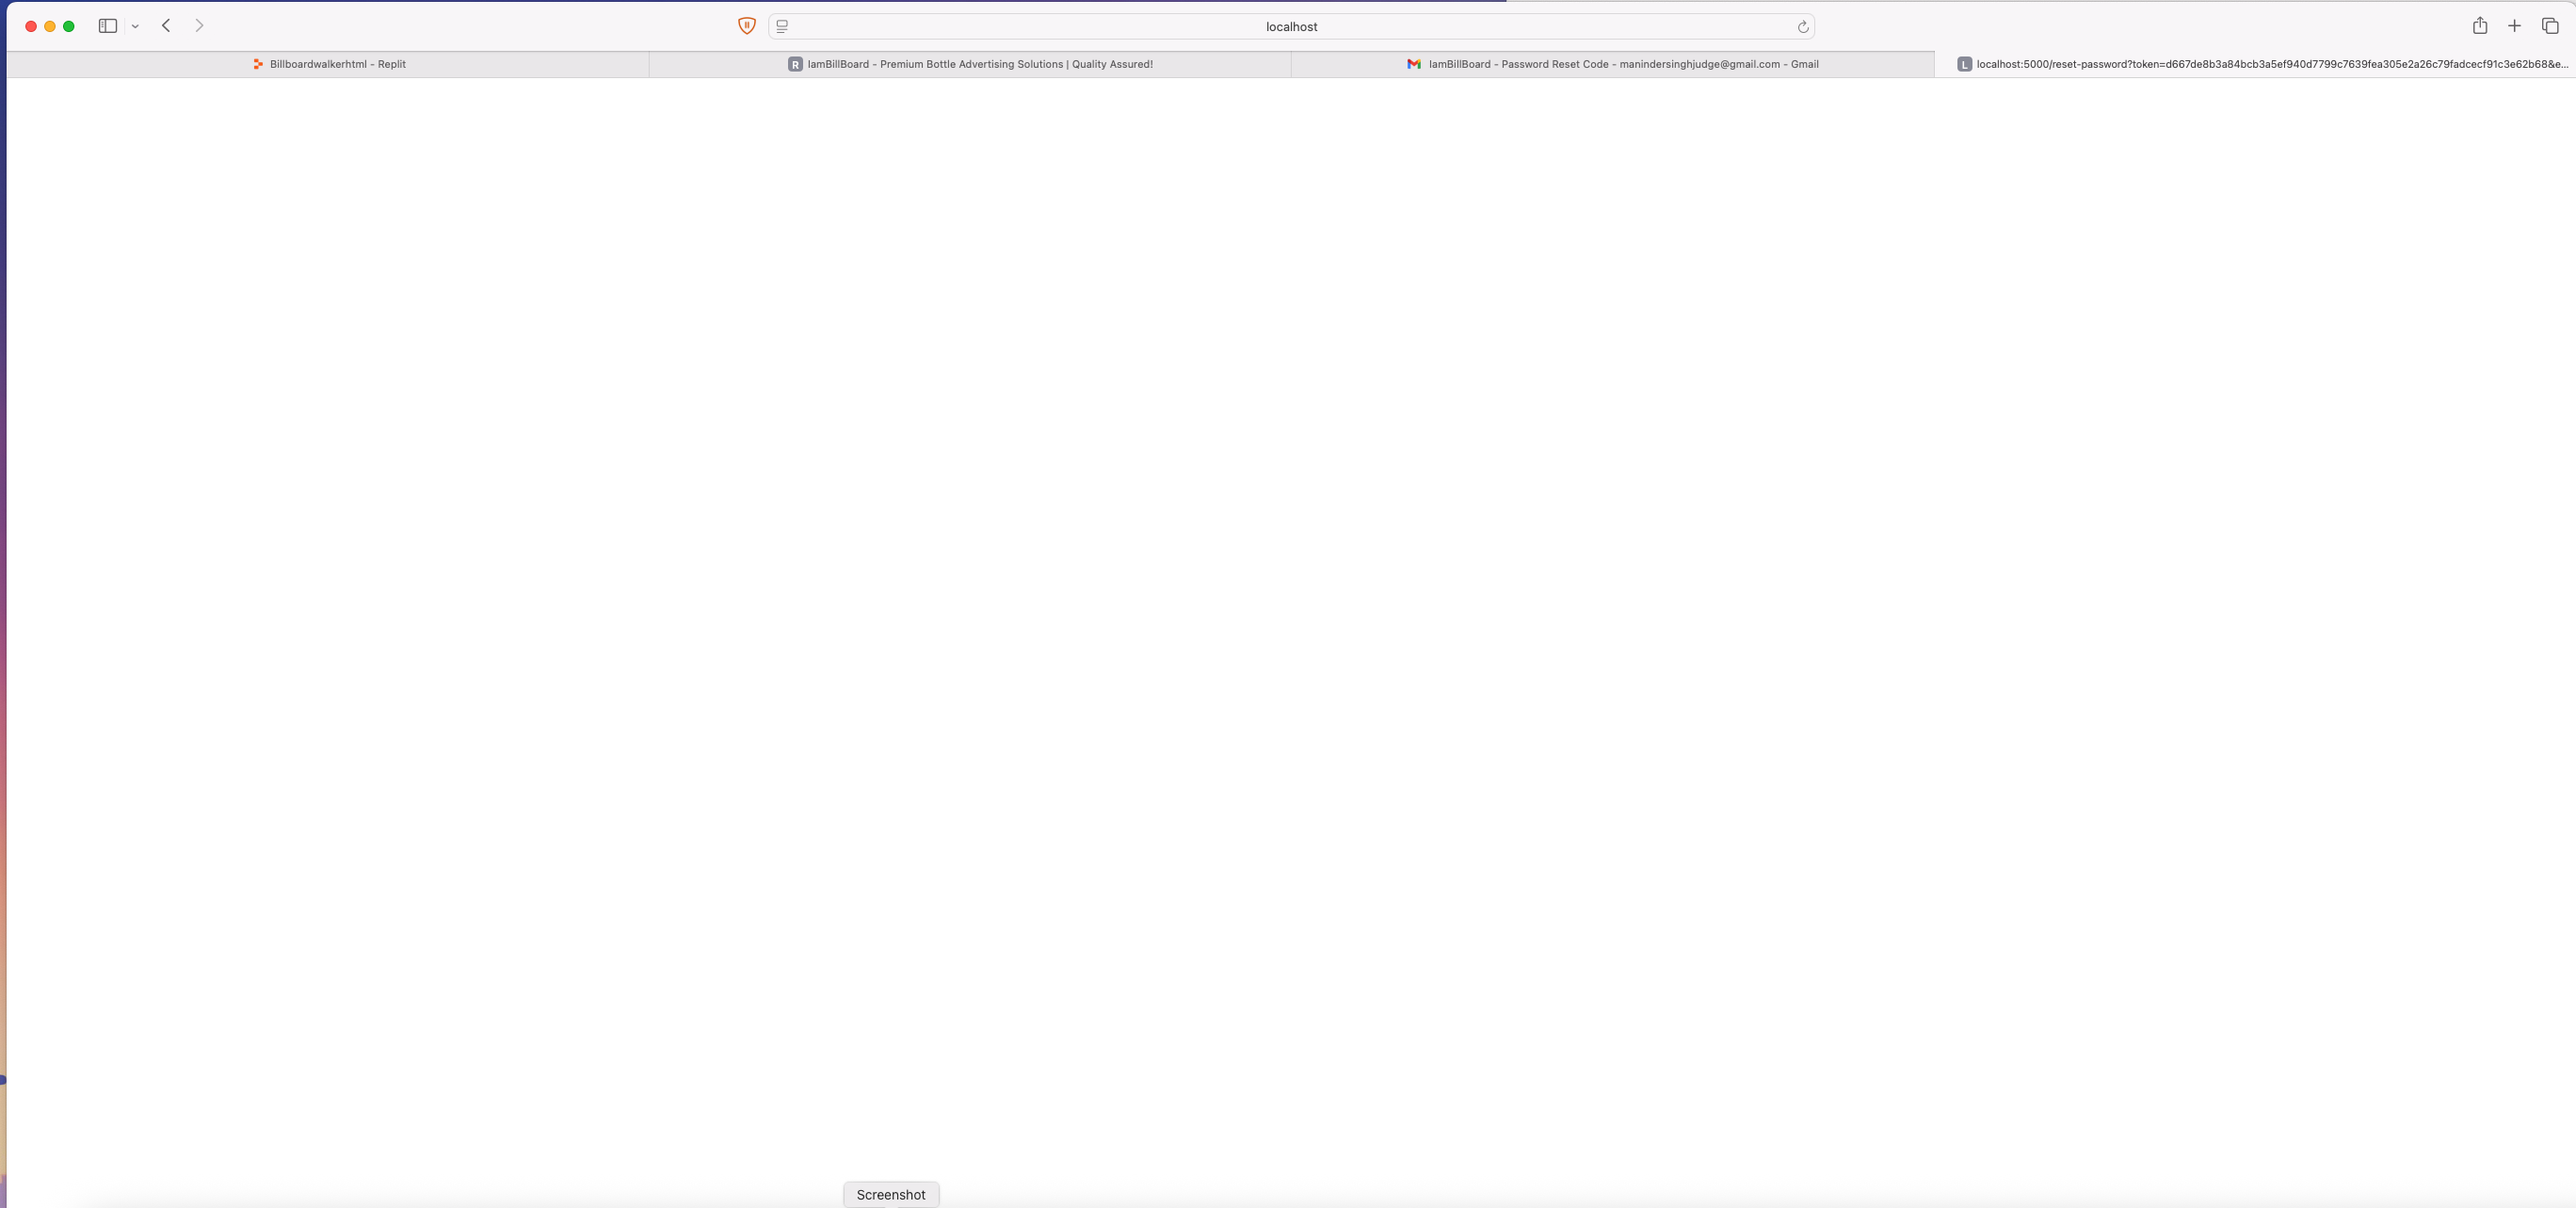 localhost
Billboardwalkerhtml - Replit
R IamBillBoard - Premium Bottle Advertising Solutions | Quality Assured!
IamBillBoard - Password Reset Code - manindersinghjudge@gmail.com - Gmail
L localhost:5000/reset-password?token=d667de8b3a84bcb3a5ef940d7799c7639fea305e2a26c79fadcecf91c3e62b68&e...
Screenshot